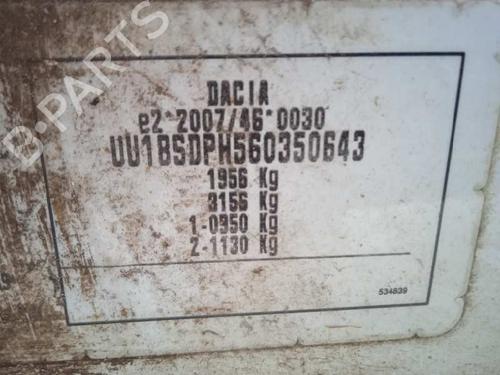 B-PARTS
DACIA
e2*2007/46*0030
UU1BSDPH560350643
1956 Kg
3156 Kg
1-0950 Kg
2-1130 Kg
534839